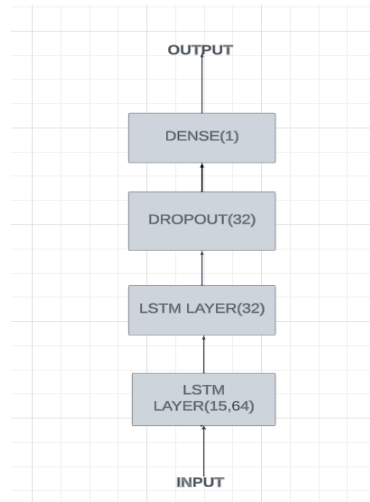 OUTPUT
DENSE(1)
DROPOUT(32)
LSTM LAYER(32)
LSTM
LAYER(15,64)
INPUT